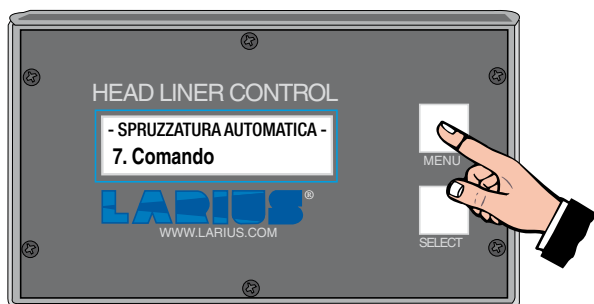 HEAD LINER CONTROL
- SPRUZZATURA AUTOMATICA -
7. Comando
MENU
LARIUS®
WWW.LARIUS.COM
SELECT